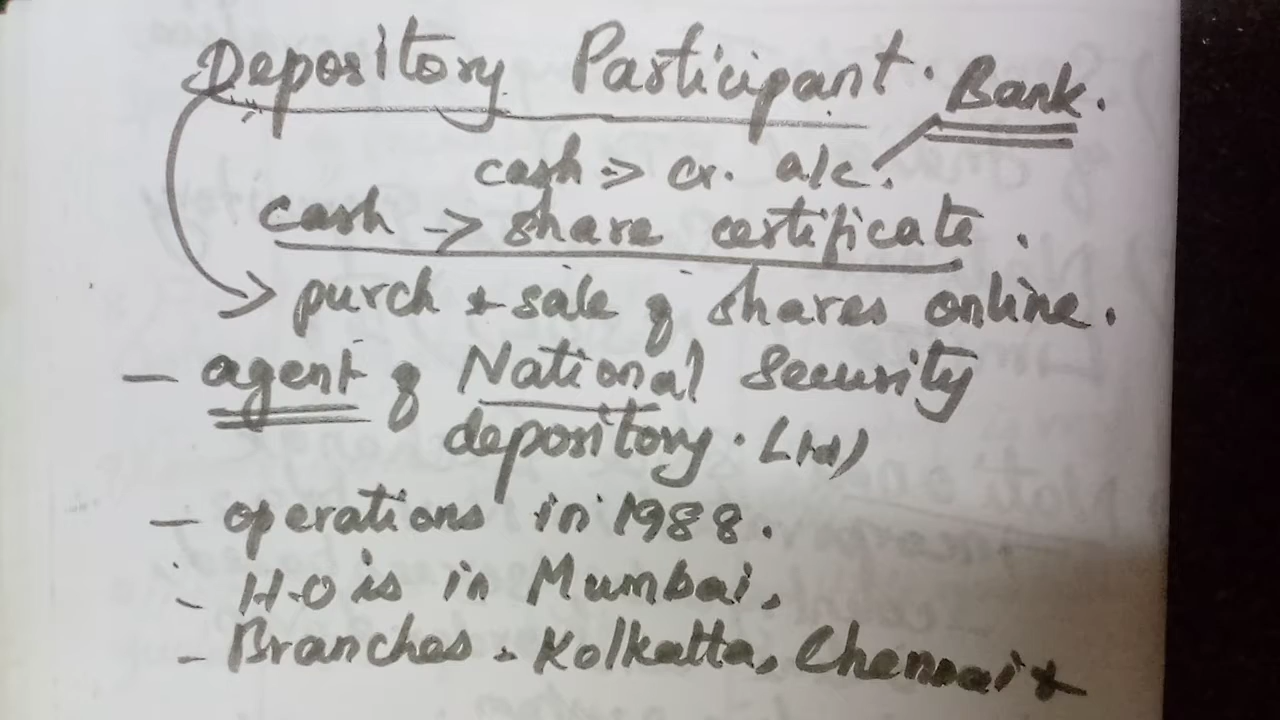 Depository Participant. Bank.
cash -> cr. a/c.
cash -> share certificate.
-> purch + sale of shares online.
- agent of National Security
depository. Ltd)
- operations in 1988.
- H.O is in Mumbai.
- Branches - Kolkatta, Chennai +